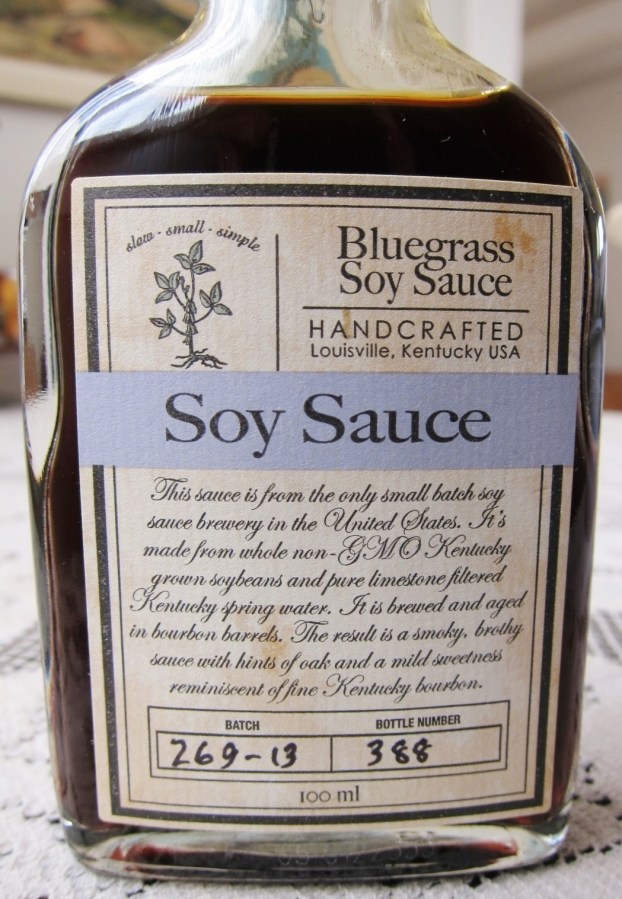 slow · small · simple
Bluegrass
Soy Sauce
HANDCRAFTED
Louisville, Kentucky USA
Soy Sauce
This sauce is from the only small batch soy
sauce brewery in the United States. It's
made from whole non-GMO Kentucky
grown soybeans and pure limestone filtered
Kentucky spring water. It is brewed and aged
in bourbon barrels. The result is a smoky, brothy
sauce with hints of oak and a mild sweetness
reminiscent of fine Kentucky bourbon.
BATCH BOTTLE NUMBER
269-13 388
100 ml